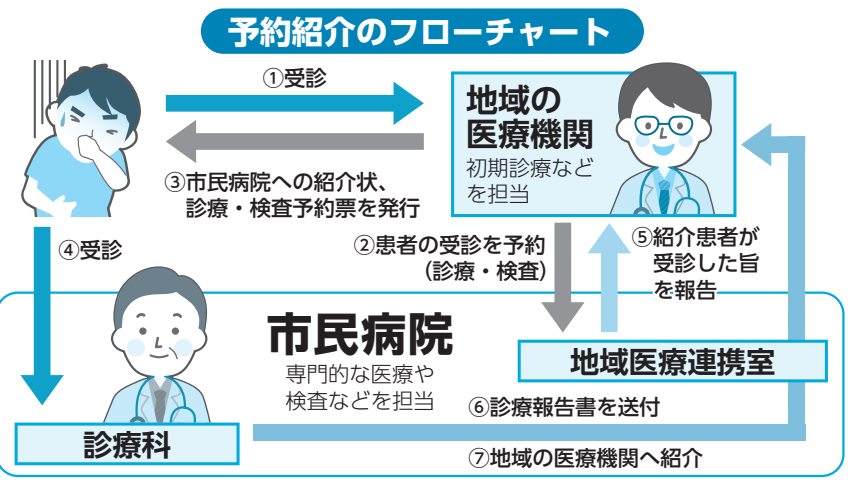 予約紹介のフローチャート
①受診
地域の
医療機関
初期診療など
を担当
③市民病院への紹介状、
診療・検査予約票を発行
②患者の受診を予約
（診療・検査）
⑤紹介患者が
受診した旨
を報告
④受診
市民病院
専門的な医療や
検査などを担当
地域医療連携室
診療科
⑥診療報告書を送付
⑦地域の医療機関へ紹介